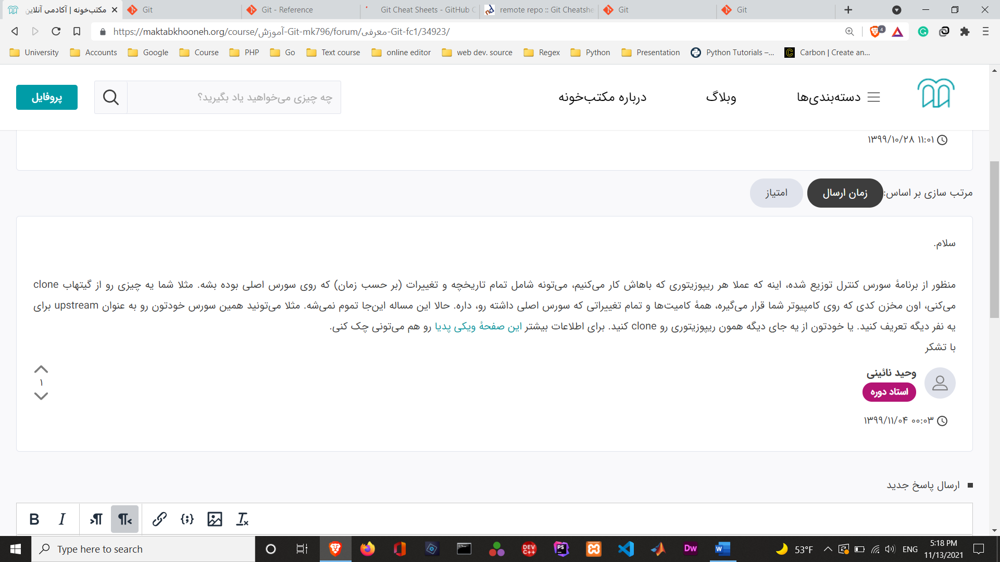 مکتب‌خونه | آکادمی آنلاین
Git
Git - Reference
Git Cheat Sheets - GitHub C
remote repo :: Git Cheatshe
Git
Git
https://maktabkhooneh.org/course/آموزش-Git-mk796/forum/معرفی-Git-fc1/34923/
4
University
Accounts
Google
Course
PHP
Go
Text course
online editor
web dev. source
Regex
Python
Presentation
Python Tutorials –...
Carbon | Create an...
دسته‌بندی‌ها
وبلاگ
درباره مکتب‌خونه
چه چیزی می‌خواهید یاد بگیرید؟
پروفایل
۱۳۹۹/۱۰/۲۸ ۱۱:۰۱
مرتب سازی بر اساس:
زمان ارسال
امتیاز
سلام.
منظور از برنامهٔ سورس کنترل توزیع شده، اینه که عملا هر ریپوزیتوری که باهاش کار می‌کنیم، می‌تونه شامل تمام تاریخچه و تغییرات (بر حسب زمان) که روی سورس اصلی بوده بشه. مثلا شما یه چیزی رو از گیتهاب clone
می‌کنی، اون مخزن کدی که روی کامپیوتر شما قرار می‌گیره، همهٔ کامیت‌ها و تمام تغییراتی که سورس اصلی داشته رو، داره. حالا این مساله این‌جا تموم نمی‌شه. مثلا می‌تونید همین سورس خودتون رو به عنوان upstream برای
یه نفر دیگه تعریف کنید. یا خودتون از یه جای دیگه همون ریپوزیتوری رو clone کنید. برای اطلاعات بیشتر این صفحهٔ ویکی پدیا رو هم می‌تونی چک کنی.
با تشکر
وحید نائینی
استاد دوره
۱
۱۳۹۹/۱۱/۰۴ ۰۰:۰۳
ارسال پاسخ جدید
B I
Type here to search
DEV C++
PS
Dw
W
53°F
ENG
5:18 PM
11/13/2021